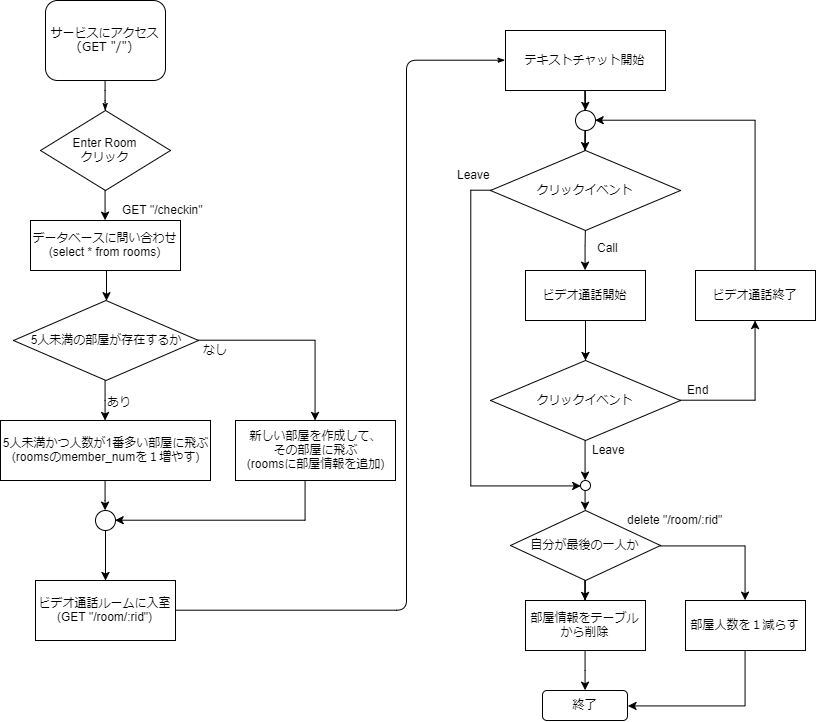 サービスにアクセス
（GET "/"）
Enter Room
クリック
GET "/checkin"
データベースに問い合わせ
(select * from rooms)
5人未満の部屋が存在するか
なし
あり
5人未満かつ人数が1番多い部屋に飛ぶ
(roomsのmember_numを１増やす)
新しい部屋を作成して、
その部屋に飛ぶ
(roomsに部屋情報を追加)
ビデオ通話ルームに入室
(GET "/room/:rid")
テキストチャット開始
クリックイベント
Leave
Call
ビデオ通話開始
ビデオ通話終了
クリックイベント
End
Leave
delete "/room/:rid"
自分が最後の一人か
部屋情報をテーブル
から削除
部屋人数を１減らす
終了